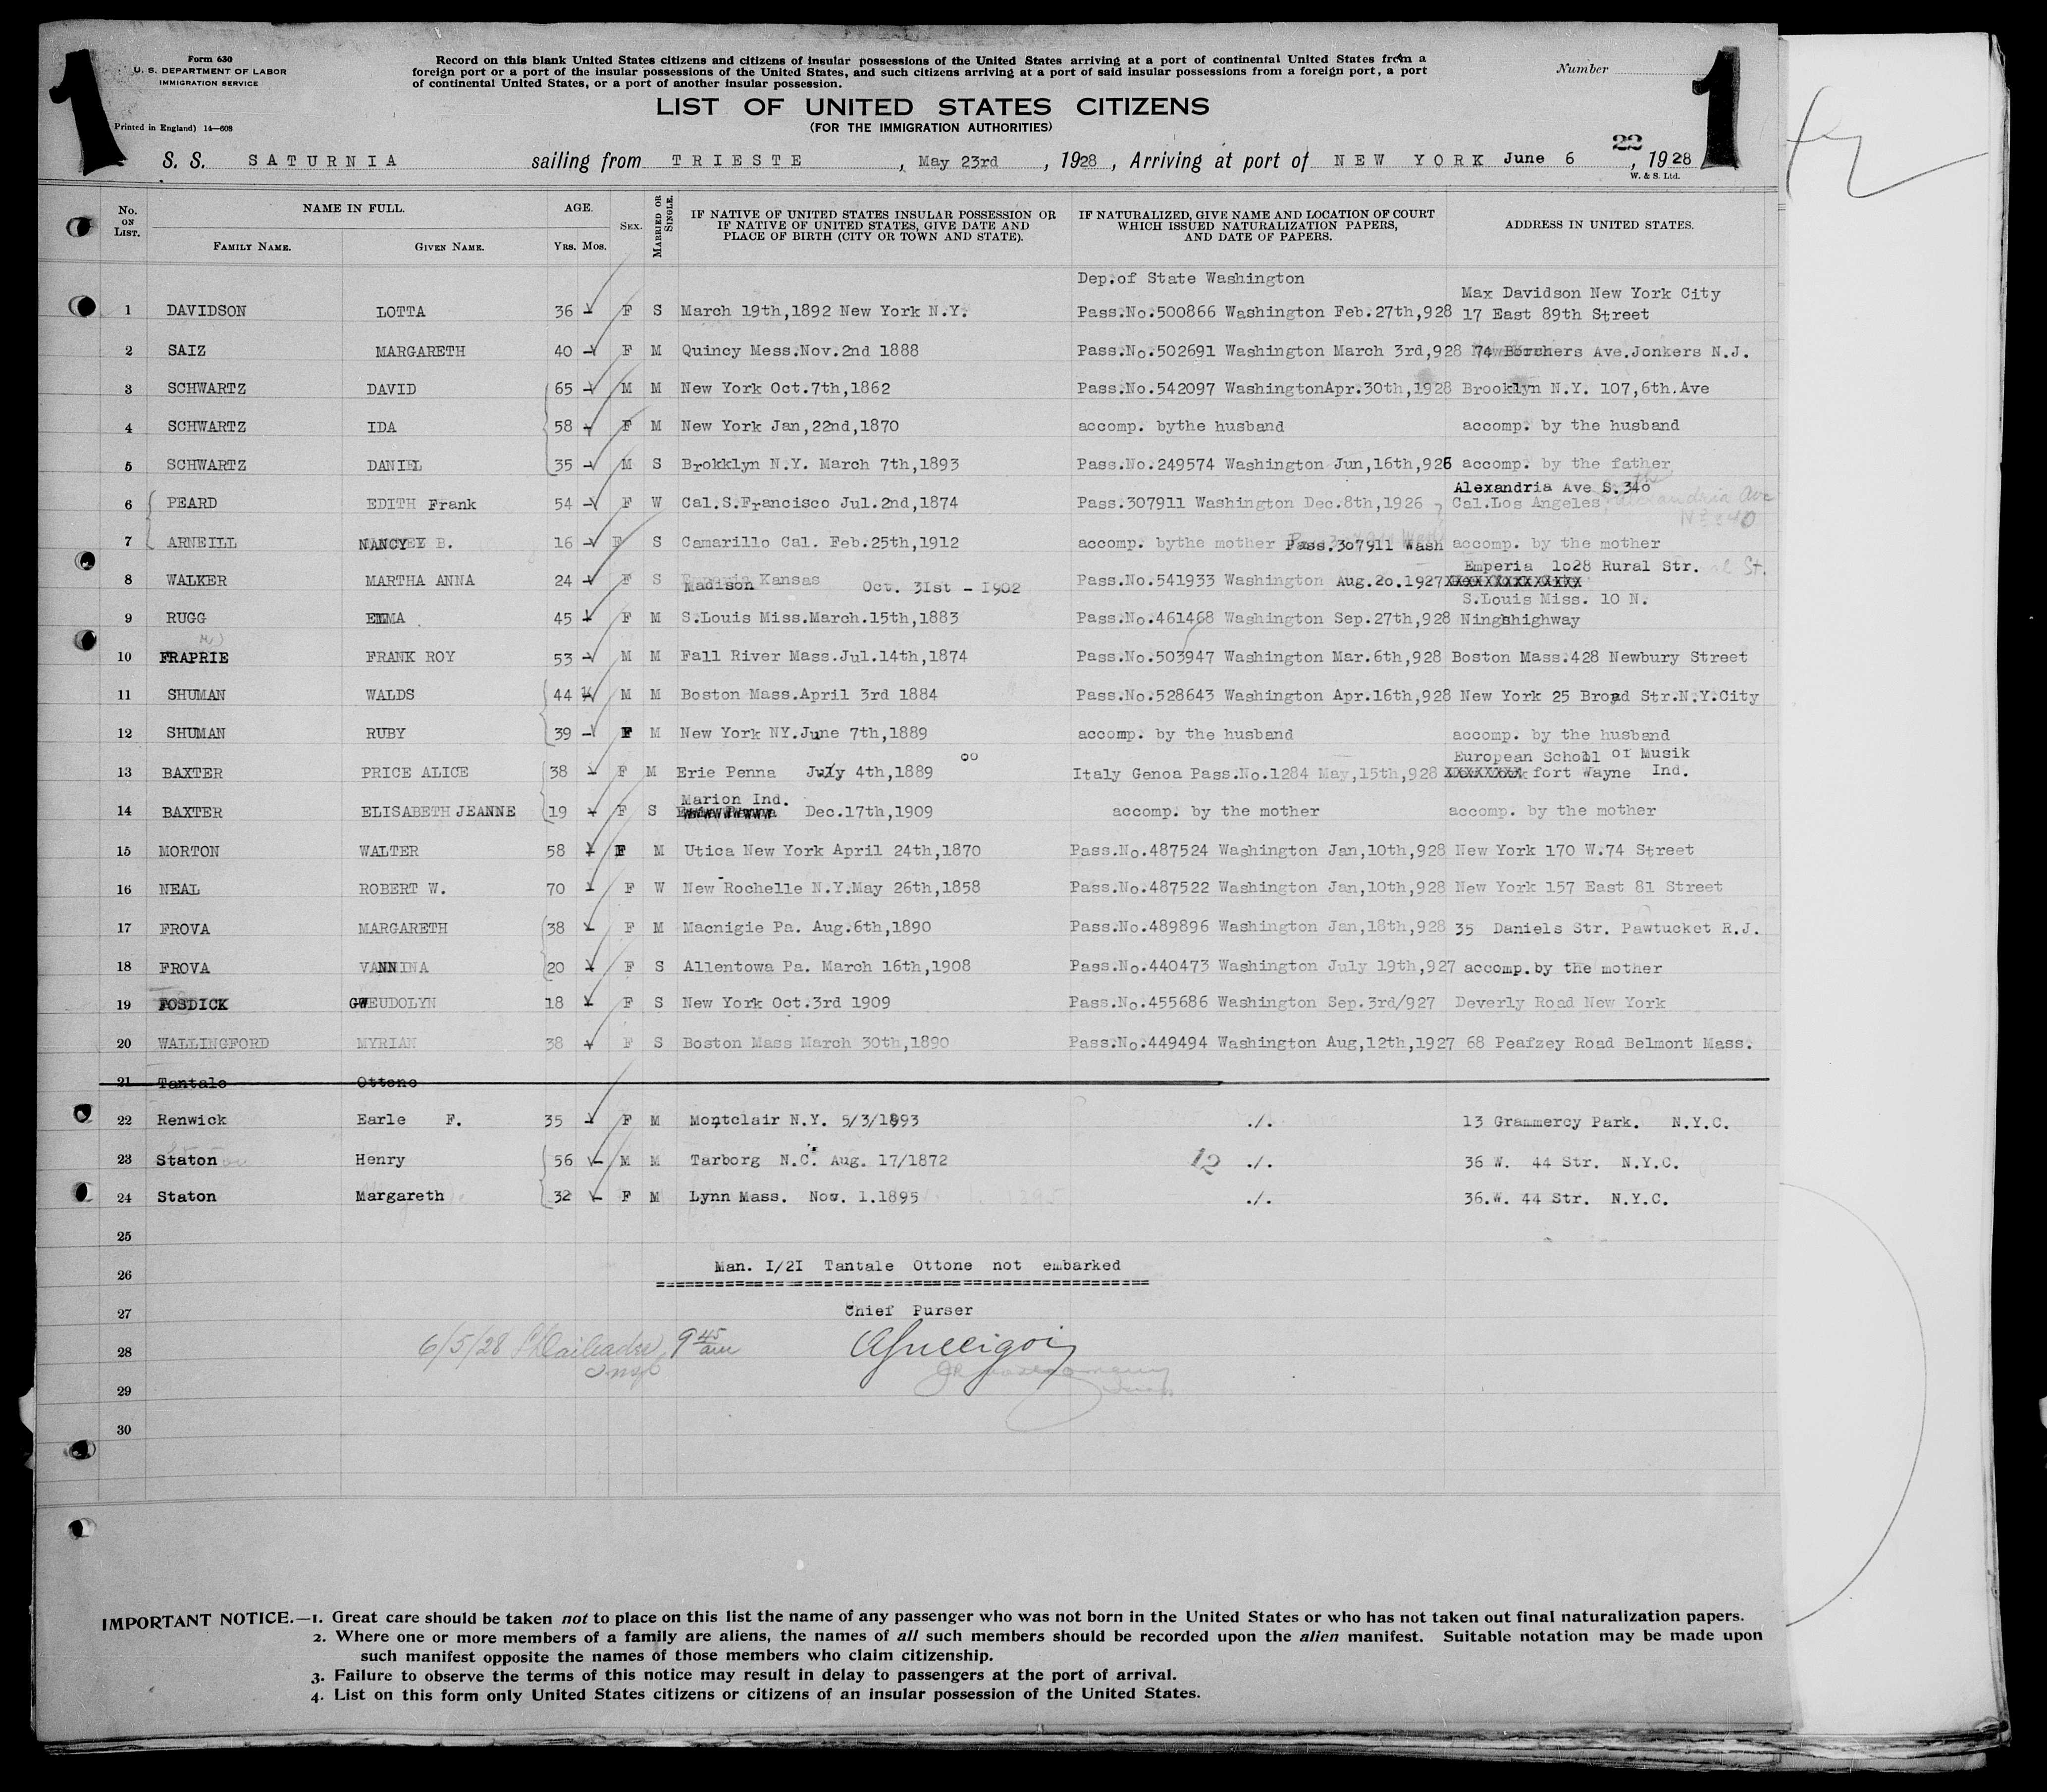 1
1
Form 630
U. S. DEPARTMENT OF LABOR
IMMIGRATION SERVICE
Printed in England) 14—608
Record on this blank United States citizens and citizens of insular possessions of the United States arriving at a port of continental United States from a
foreign port or a port of the insular possessions of the United States, and such citizens arriving at a port of said insular possessions from a foreign port, a port
of continental United States, or a port of another insular possession.
Number
LIST OF UNITED STATES CITIZENS
(FOR THE IMMIGRATION AUTHORITIES)
22
S. S. SATURNIA sailing from TRIESTE, May 23rd, 1928, Arriving at port of NEW YORK June 6, 1928
W. & S. Ltd.
No. ON LIST. NAME IN FULL. FAMILY NAME. GIVEN NAME. AGE. YRS. MOS. SEX. MARRIED OR SINGLE. IF NATIVE OF UNITED STATES INSULAR POSSESSION OR IF NATIVE OF UNITED STATES, GIVE DATE AND PLACE OF BIRTH (CITY OR TOWN AND STATE). IF NATURALIZED, GIVE NAME AND LOCATION OF COURT WHICH ISSUED NATURALIZATION PAPERS, AND DATE OF PAPERS. ADDRESS IN UNITED STATES.
Dep.of State Washington
Max Davidson New York City
1 DAVIDSON LOTTA 36 F S March 19th,1892 New York N.Y. Pass.No.500866 Washington Feb.27th,928 17 East 89th Street
2 SAIZ MARGARETH 40 F M Quincy Mess.Nov.2nd 1888 Pass.No.502691 Washington March 3rd,928 74 Borchers Ave.Jonkers N.J.
3 SCHWARTZ DAVID 65 M M New York Oct.7th,1862 Pass.No.542097 WashingtonApr.30th,1928 Brooklyn N.Y. 107,6th.Ave
4 SCHWARTZ IDA 58 F M New York Jan,22nd,1870 accomp. bythe husband accomp. by the husband
5 SCHWARTZ DANIEL 35 M S Brokklyn N.Y. March 7th,1893 Pass.No.249574 Washington Jun,16th,926 accomp. by the father
Alexandria Ave S.340
6 PEARD EDITH Frank 54 F W Cal.S.Francisco Jul.2nd,1874 Pass.307911 Washington Dec.8th,1926 Cal.Los Angeles
7 ARNEILL NANCY B. 16 F S Camarillo Cal. Feb.25th,1912 accomp. bythe mother Pass.307911 Wash accomp. by the mother
Emperia 1o28 Rural Str.
8 WALKER MARTHA ANNA 24 F S Kansas Madison Oct. 3Ist - I902 Pass.No.541933 Washington Aug.2o.1927 XXXXXXXXXXXXXX
S.Louis Miss. 10 N.
9 RUGG ELMA 45 F M S.Louis Miss.March.15th,1883 Pass.No.461468 Washington Sep.27th,928 Ninghhighway
10 FRAPRIE FRANK ROY 53 M M Fall River Mass.Jul.14th,1874 Pass.No.503947 Washington Mar.6th,928 Boston Mass.428 Newbury Street
11 SHUMAN WALDS 44 M M Boston Mass.April 3rd 1884 Pass.No.528643 Washington Apr.16th,928 New York 25 Broad Str.N.Y.City
12 SHUMAN RUBY 39 F M New York NY.June 7th,1889 accomp. by the husband accomp. by the husband
European Scholl of Musik
13 BAXTER PRICE ALICE 38 F M Erie Penna July 4th,1889 oo Italy Genoa Pass.No.1284 May,15th,928 XXXXXXXX fort Wayne Ind.
Marion Ind.
14 BAXTER ELISABETH JEANNE 19 F S Dec.17th,1909 accomp. by the mother accomp. by the mother
15 MORTON WALTER 58 F M Utica New York April 24th,1870 Pass.No.487524 Washington Jan,10th,928 New York 170 W.74 Street
16 NEAL ROBERT W. 70 F W New Rochelle N.Y.May 26th,1858 Pass.No.487522 Washington Jan,10th,928 New York 157 East 81 Street
17 FROVA MARGARETH 38 F M Macnigie Pa. Aug.6th,1890 Pass.No.489896 Washington Jan,18th,928 35 Daniels Str. Pawtucket R.J.
18 FROVA VANNINA 20 F S Allentowa Pa. March 16th,1908 Pass.No.440473 Washington July 19th,927 accomp.by the mother
19 FOSDICK GWEUDOLYN 18 F S New York Oct.3rd 1909 Pass.No.455686 Washington Sep.3rd/927 Deverly Road New York
20 WALLINGFORD MYRIAN 38 F S Boston Mass March 30th,1890 Pass.No.449494 Washington Aug,12th,1927 68 Peafzey Road Belmont Mass.
21 Tantale Ottone
22 Renwick Earle F. 35 F M Montclair N.Y. 5/3/1893 ./. 13 Grammercy Park. N.Y.C.
23 Staton Henry 56 M M Tarborg N.C. Aug. 17/1872 12 ./. 36 W. 44 Str. N.Y.C.
24 Staton Margareth 32 F M Lynn Mass. Nov. 1.1895 ./. 36.W. 44 Str. N.Y.C.
25
Man. I/2I Tantale Ottone not embarked
26
27 Chief Purser
28 6/5/28 9 45 am
29
30
IMPORTANT NOTICE.—1. Great care should be taken not to place on this list the name of any passenger who was not born in the United States or who has not taken out final naturalization papers.
2. Where one or more members of a family are aliens, the names of all such members should be recorded upon the alien manifest. Suitable notation may be made upon
such manifest opposite the names of those members who claim citizenship.
3. Failure to observe the terms of this notice may result in delay to passengers at the port of arrival.
4. List on this form only United States citizens or citizens of an insular possession of the United States.